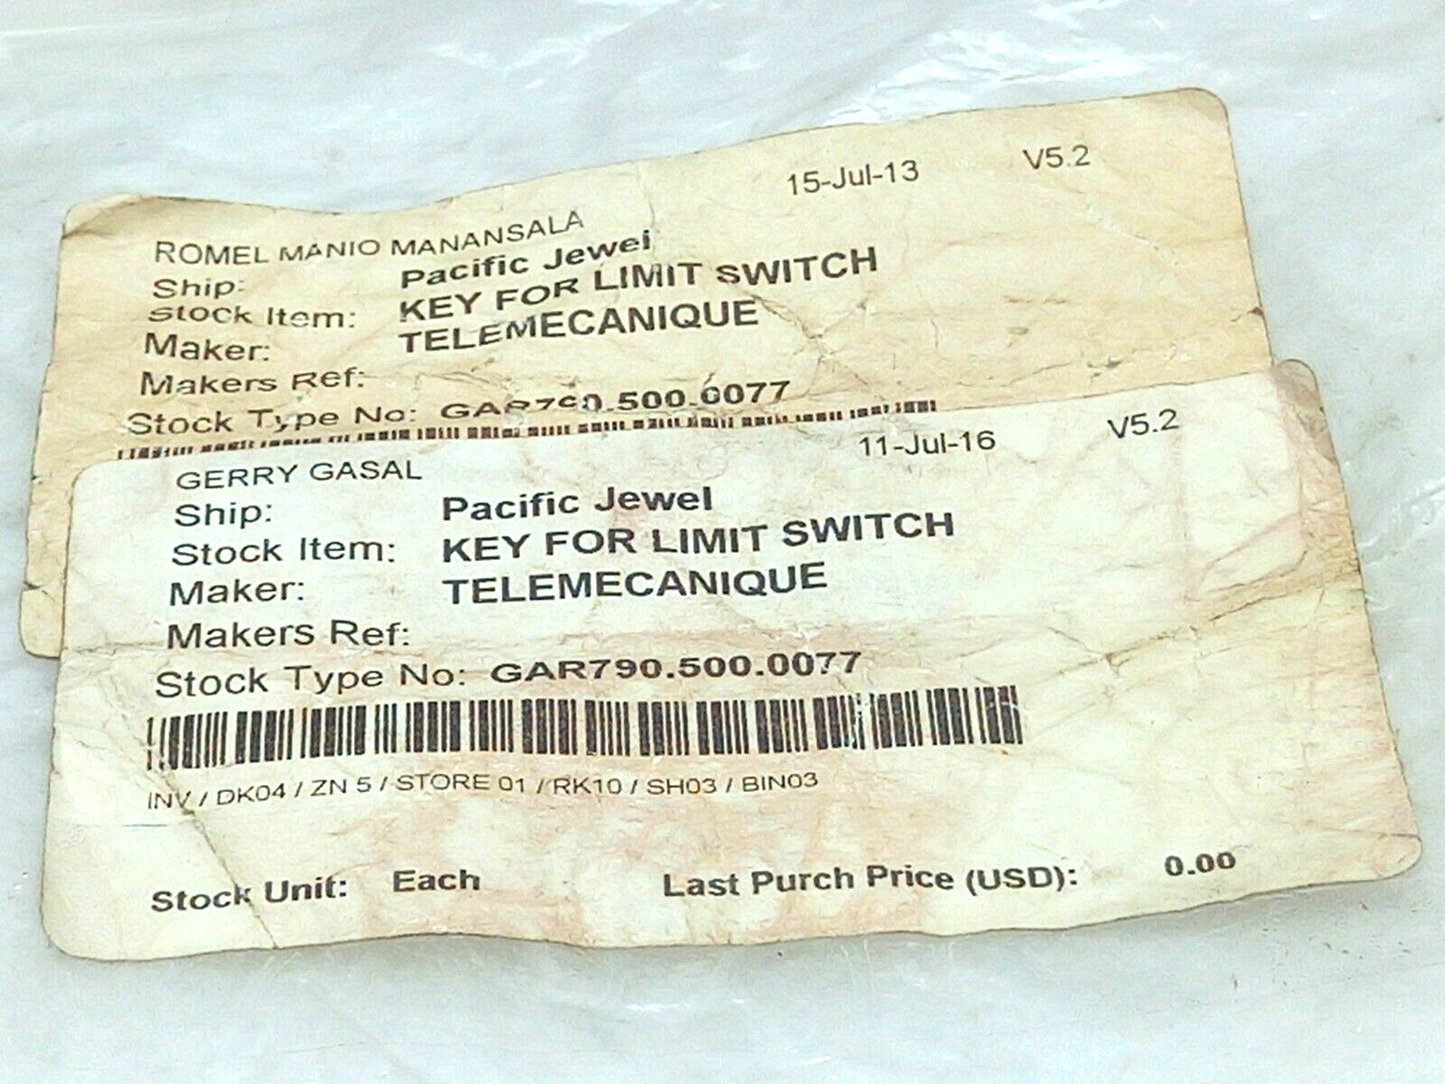 15-Jul-13 V5.2
ROMEL MANIO MANANSALA
Ship: Pacific Jewel
Stock Item: KEY FOR LIMIT SWITCH
Maker: TELEMECANIQUE
Makers Ref:
Stock Type No: GAR790.500.0077
11-Jul-16 V5.2
GERRY GASAL
Ship: Pacific Jewel
Stock Item: KEY FOR LIMIT SWITCH
Maker: TELEMECANIQUE
Makers Ref:
Stock Type No: GAR790.500.0077
INV / DK04 / ZN 5 / STORE 01 / RK10 / SH03 / BIN03
Stock Unit: Each Last Purch Price (USD): 0.00